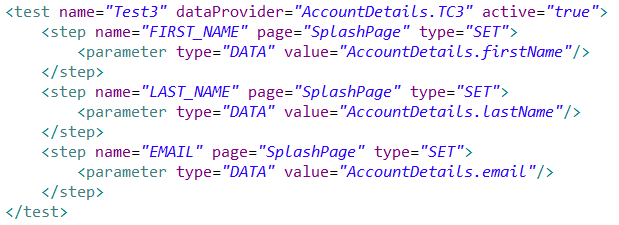 <test name="Test3" dataProvider="AccountDetails.TC3" active="true">
    <step name="FIRST_NAME" page="SplashPage" type="SET">
        <parameter type="DATA" value="AccountDetails.firstName"/>
    </step>
    <step name="LAST_NAME" page="SplashPage" type="SET">
        <parameter type="DATA" value="AccountDetails.lastName"/>
    </step>
    <step name="EMAIL" page="SplashPage" type="SET">
        <parameter type="DATA" value="AccountDetails.email"/>
    </step>
</test>